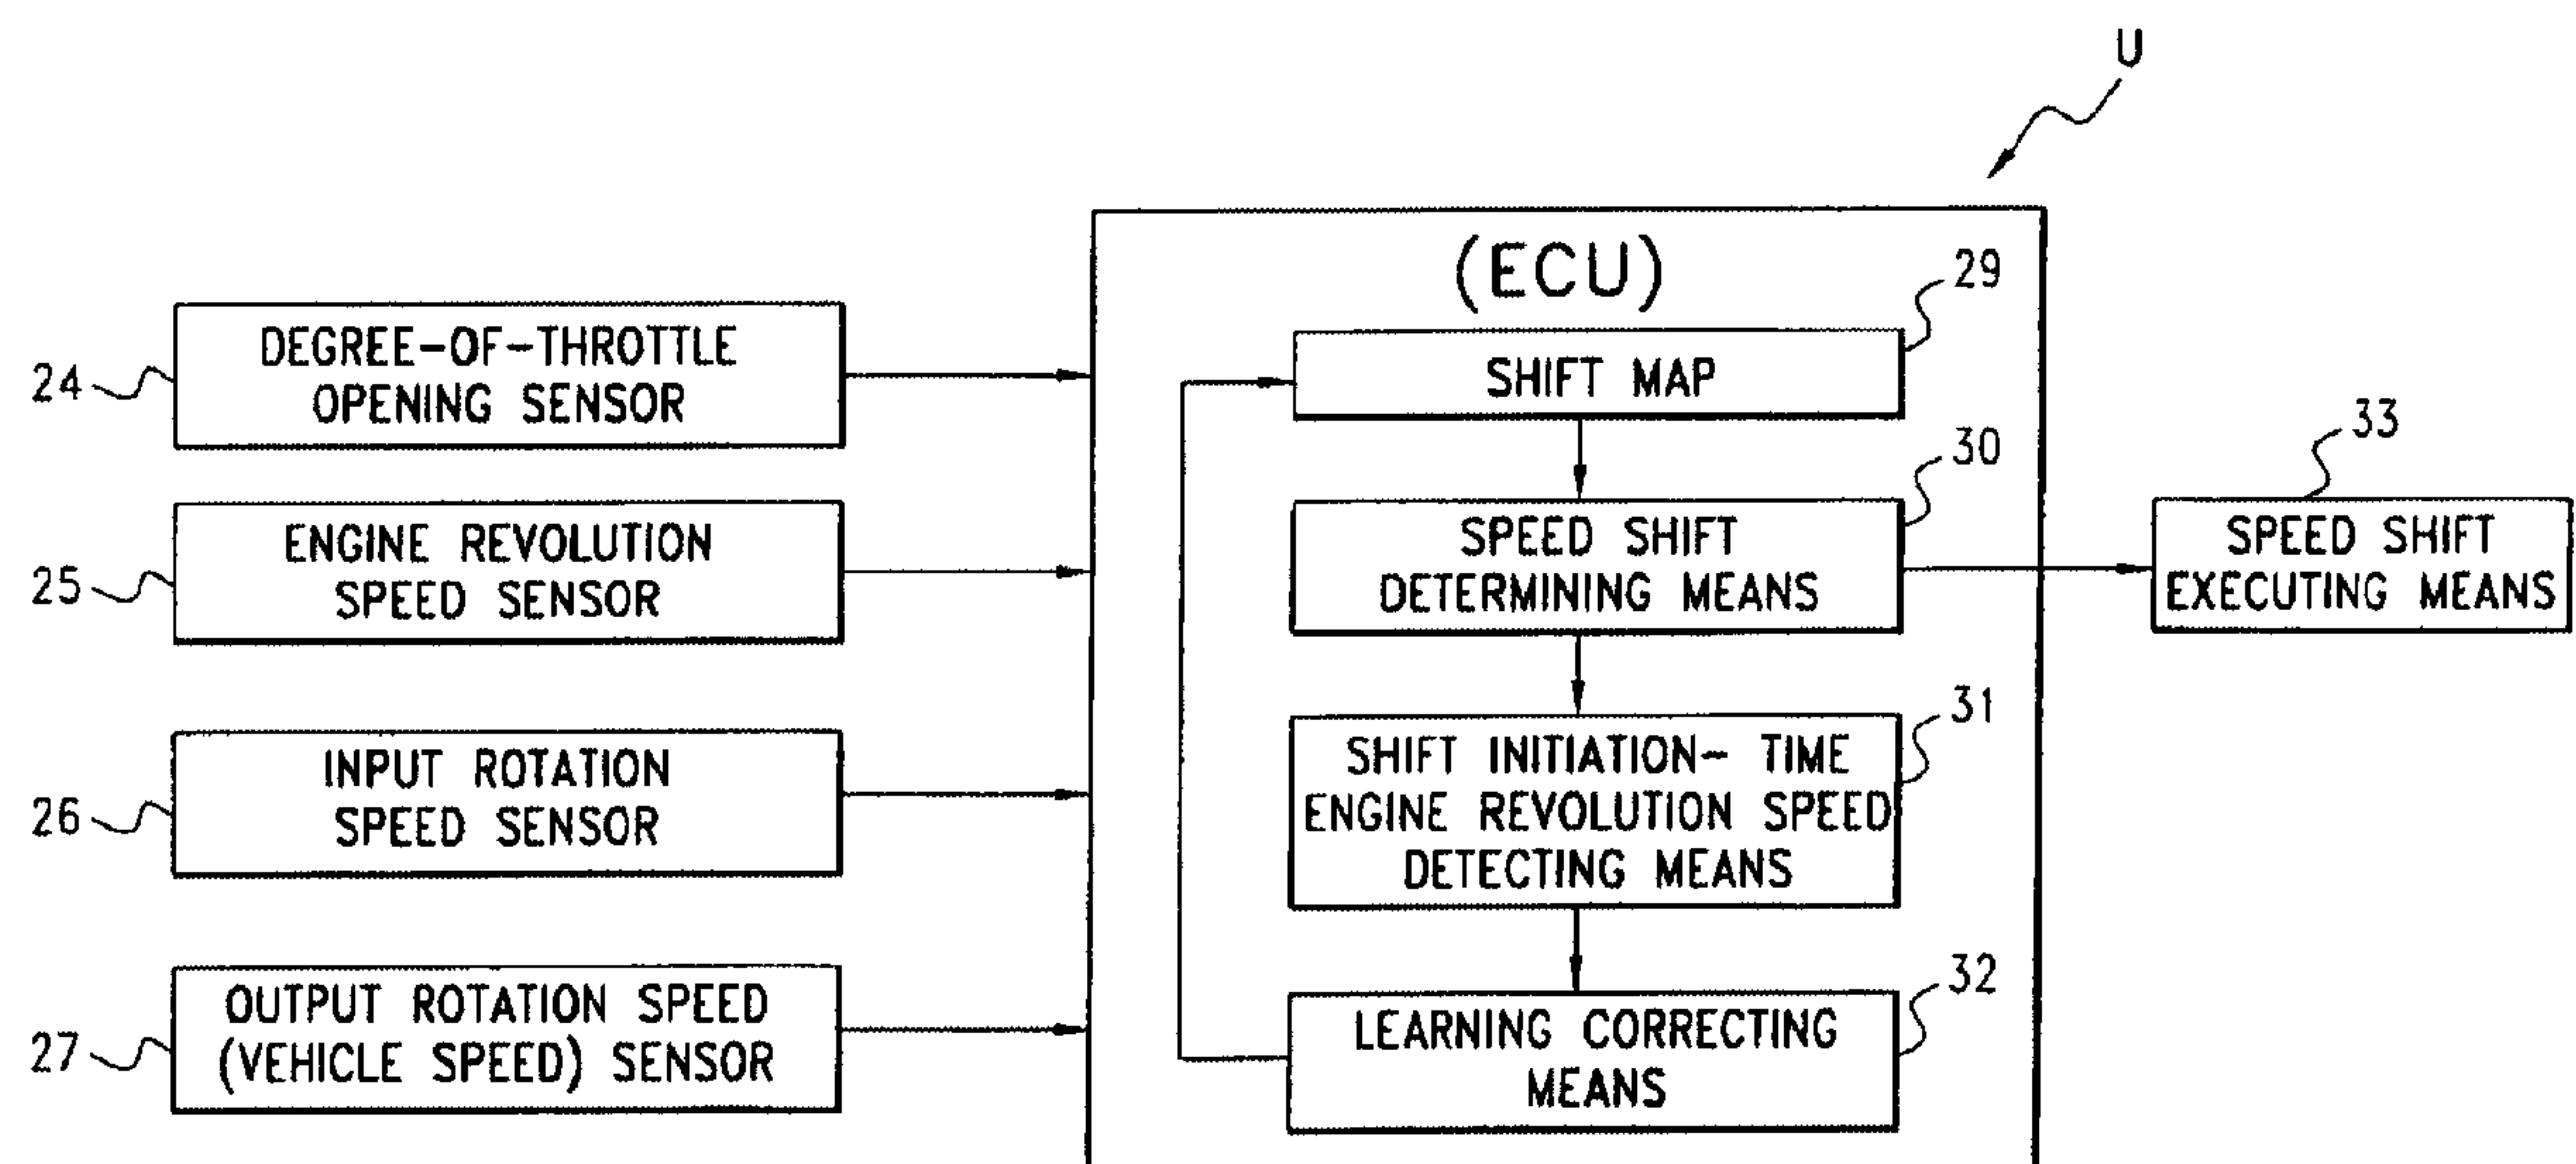 U
(ECU)
29
DEGREE-OF-THROTTLE
OPENING SENSOR
24
SHIFT MAP
30
33
ENGINE REVOLUTION
SPEED SENSOR
25
SPEED SHIFT
DETERMINING MEANS
SPEED SHIFT
EXECUTING MEANS
31
INPUT ROTATION
SPEED SENSOR
26
SHIFT INITIATION- TIME
ENGINE REVOLUTION SPEED
DETECTING MEANS
32
OUTPUT ROTATION SPEED
(VEHICLE SPEED) SENSOR
27
LEARNING CORRECTING
MEANS